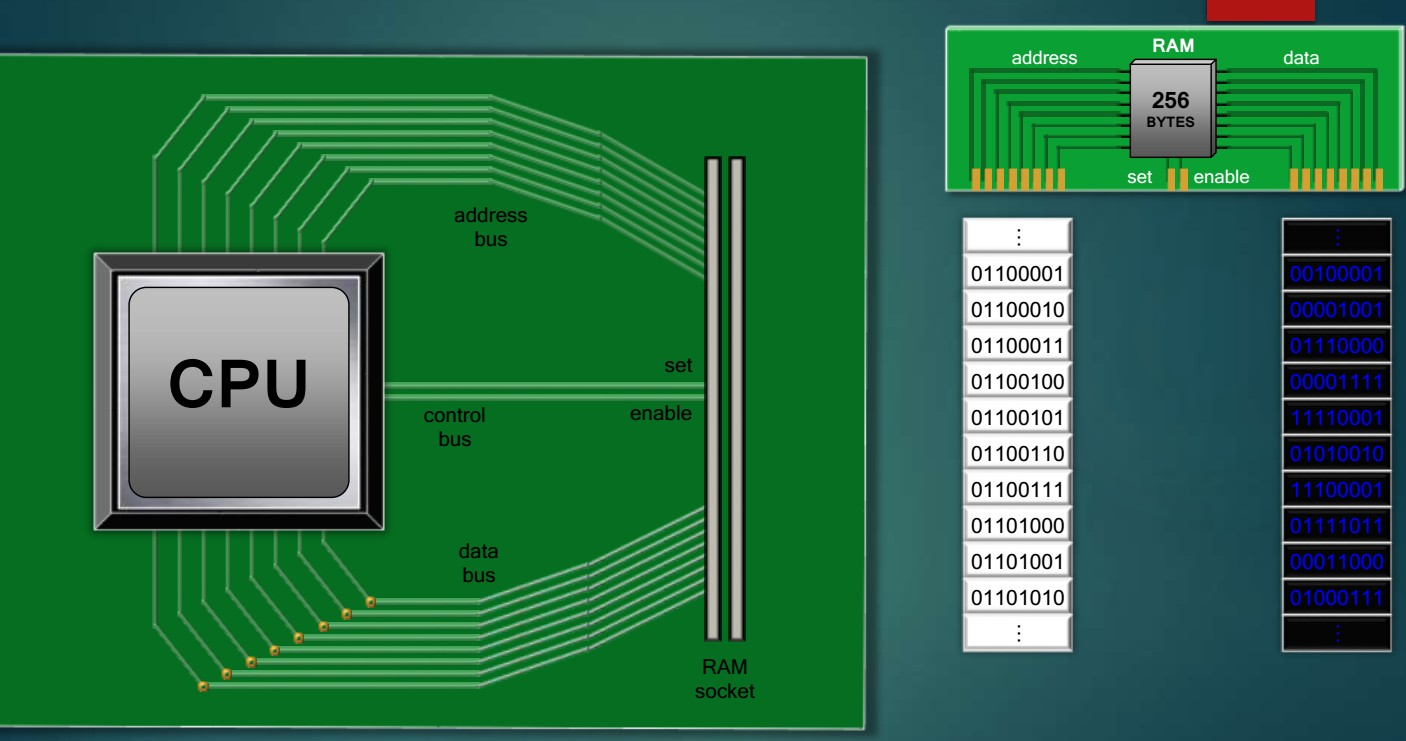 address
bus
CPU
set
control
bus
enable
data
bus
RAM
socket
RAM
address
data
256
BYTES
set
enable
⋮
01100001
01100010
01100011
01100100
01100101
01100110
01100111
01101000
01101001
01101010
⋮
⋮
00100001
00001001
01110000
00001111
11110001
01010010
11100001
01111011
00011000
01000111
⋮